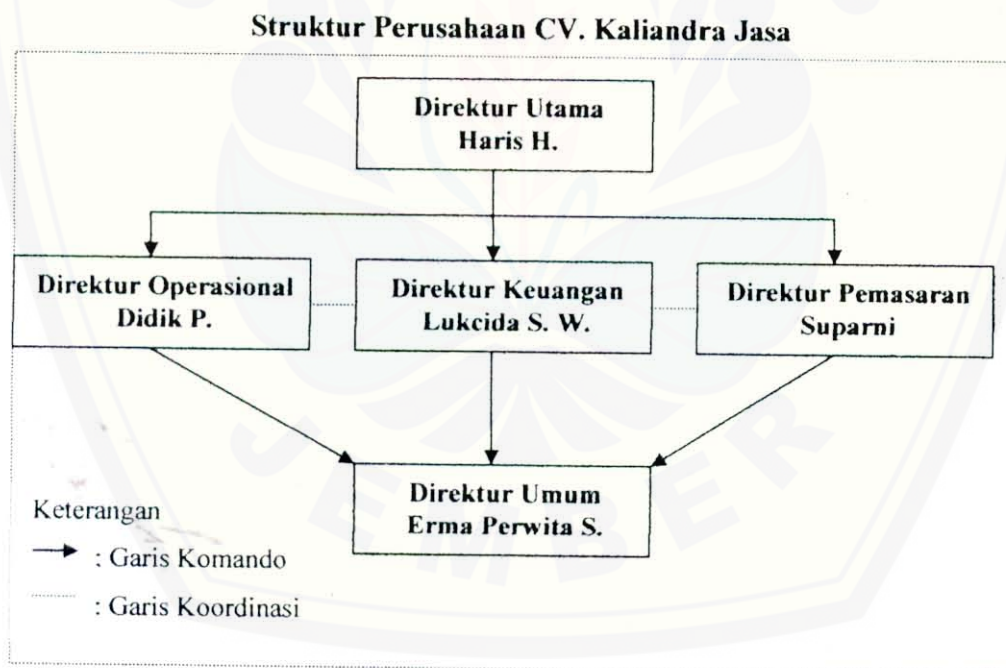 Struktur Perusahaan CV. Kaliandra Jasa
Direktur Utama
Haris H.
Direktur Operasional
Didik P.
Direktur Keuangan
Lukcida S. W.
Direktur Pemasaran
Suparni
Direktur Umum
Erma Perwita S.
Keterangan
: Garis Komando
: Garis Koordinasi
JEMBER